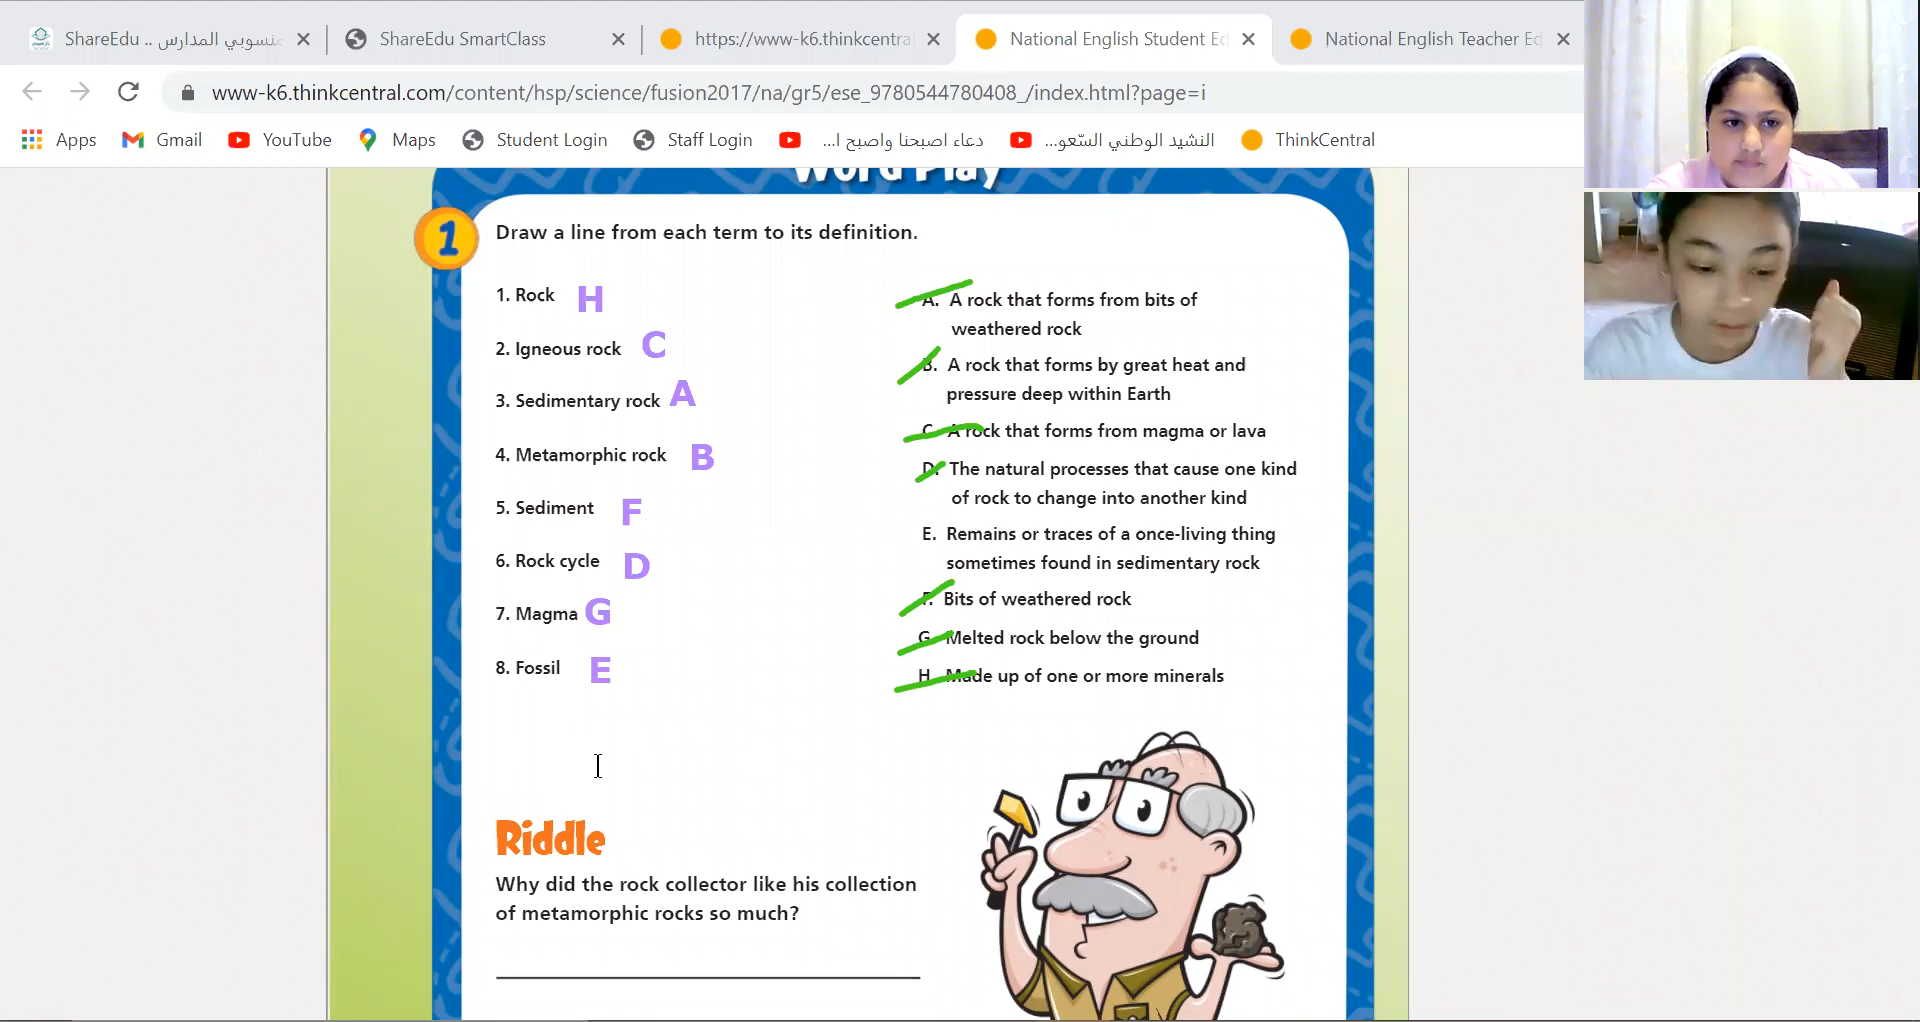 ShareEdu .. منسوبي المدارس
ShareEdu SmartClass
https://www-k6.thinkcentral
National English Student Ed
National English Teacher Ed
www-k6.thinkcentral.com/content/hsp/science/fusion2017/na/gr5/ese_9780544780408_/index.html?page=i
Apps
Gmail
YouTube
Maps
Student Login
Staff Login
دعاء اصبحنا واصبح ا...
النشيد الوطني السّعو...
ThinkCentral
Word Play
1
Draw a line from each term to its definition.
1. Rock H
2. Igneous rock C
3. Sedimentary rock A
4. Metamorphic rock B
5. Sediment F
6. Rock cycle D
7. Magma G
8. Fossil E
A. A rock that forms from bits of
weathered rock
B. A rock that forms by great heat and
pressure deep within Earth
C. A rock that forms from magma or lava
D. The natural processes that cause one kind
of rock to change into another kind
E. Remains or traces of a once-living thing
sometimes found in sedimentary rock
F. Bits of weathered rock
G. Melted rock below the ground
H. Made up of one or more minerals
Riddle
Why did the rock collector like his collection
of metamorphic rocks so much?